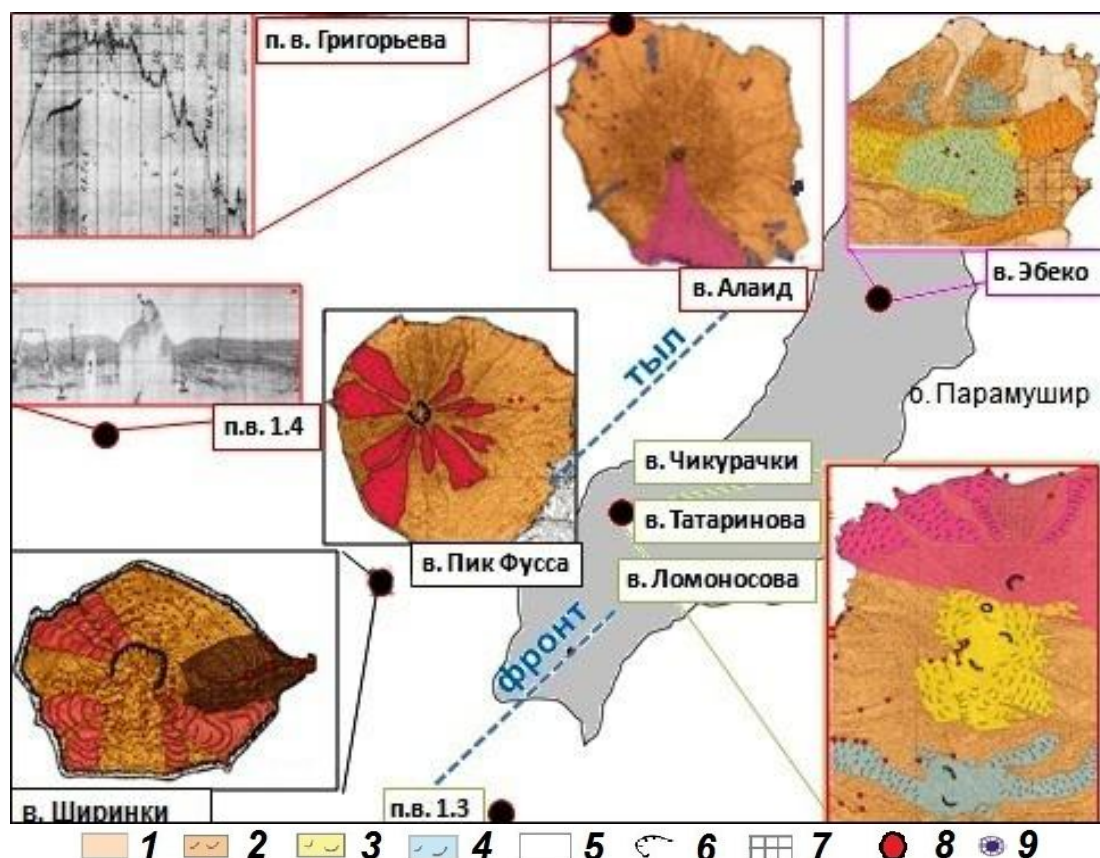 п. в. Григорьева
в. Алаид
в. Эбеко
тыл
о. Парамушир
п.в. 1.4
в. Чикурачки
в. Татаринова
в. Пик Фусса
в. Ломоносова
фронт
в. Ширинки
п.в. 1.3
1 2 3 4 5 6 7 8 9